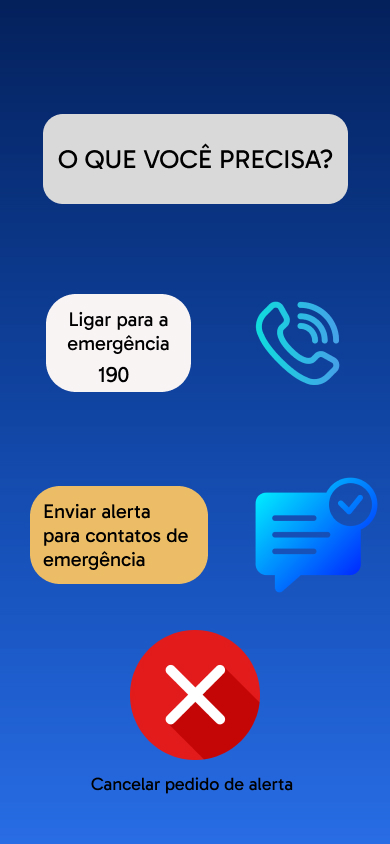 O QUE VOCÊ PRECISA?
Ligar para a
emergência
190
Enviar alerta
para contatos de
emergência
Cancelar pedido de alerta